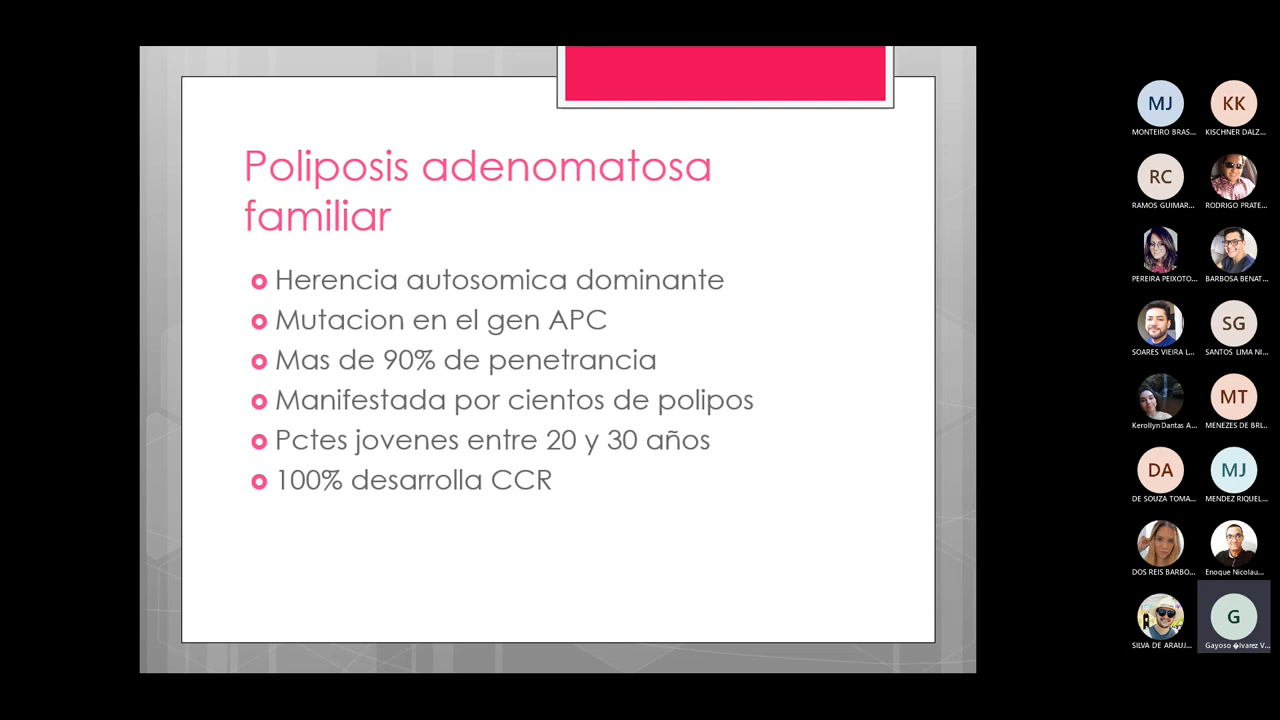 Poliposis adenomatosa
familiar
Herencia autosomica dominante
Mutacion en el gen APC
Mas de 90% de penetrancia
Manifestada por cientos de polipos
Pctes jovenes entre 20 y 30 años
100% desarrolla CCR
MJ
KK
MONTEIRO BRAS...
KISCHNER DALZ...
RC
RAMOS GUIMAR...
RODRIGO PRATE...
PEREIRA PEIXOTO...
BARBOSA BENAT...
SG
SOARES VIEIRA L...
SANTOS LIMA NI...
MT
Kerollyn Dantas A...
MENEZES DE BRI...
DA
MJ
DE SOUZA TOMA...
MENDEZ RIQUEL...
DOS REIS BARBO...
Enoque Nicolau...
G
SILVA DE ARAUJ...
Gayoso �lvarez V...